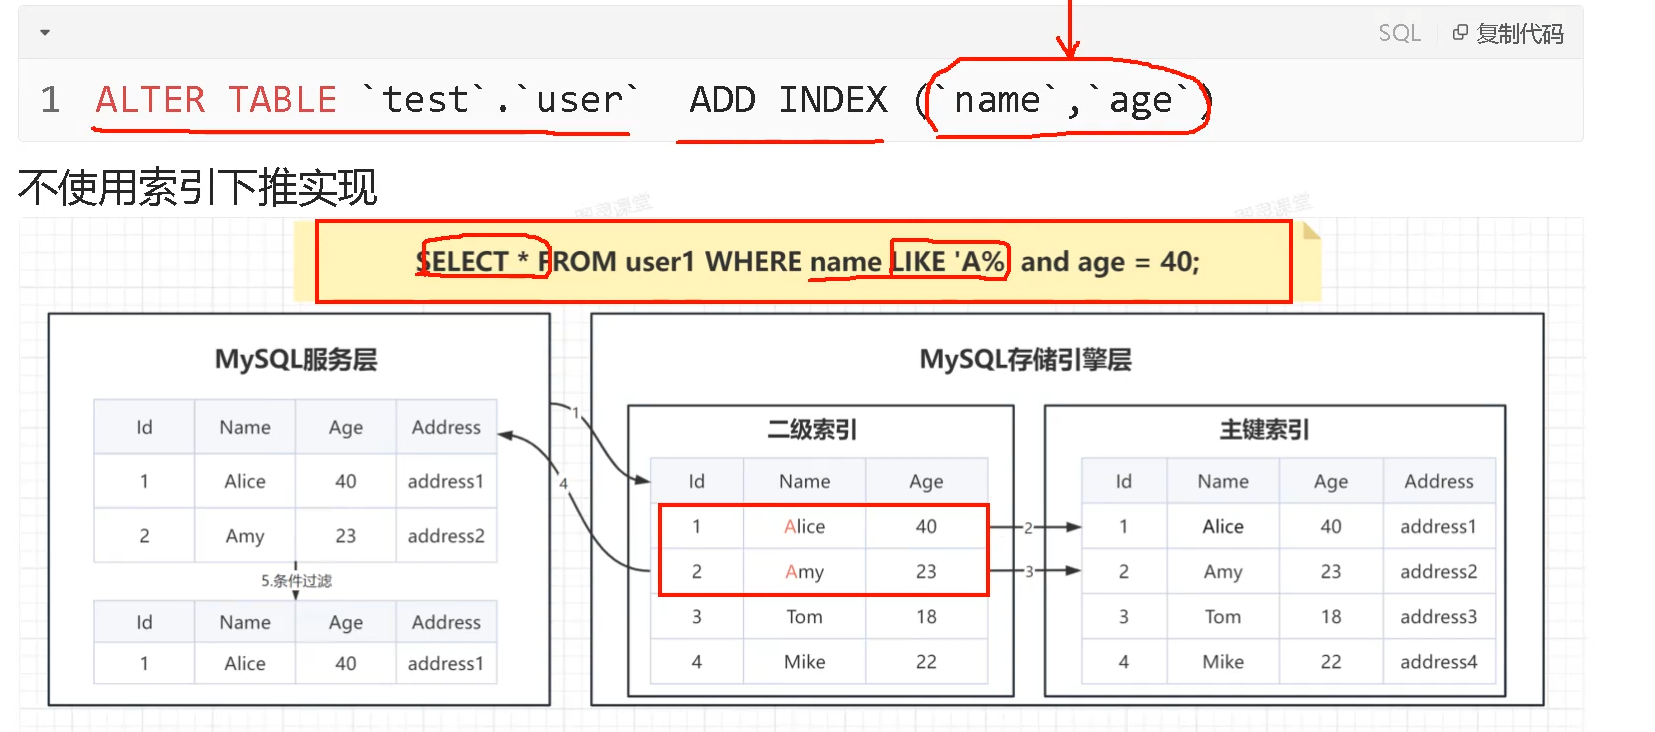 SQL 复制代码
1 ALTER TABLE `test`.`user` ADD INDEX (`name`,`age`)
不使用索引下推实现
SELECT * FROM user1 WHERE name LIKE 'A% and age = 40;
MySQL服务层
Id Name Age Address
1 Alice 40 address1
2 Amy 23 address2
5.条件过滤
Id Name Age Address
1 Alice 40 address1
1
4
MySQL存储引擎层
二级索引
Id Name Age
1 Alice 40
2 Amy 23
3 Tom 18
4 Mike 22
2
3
主键索引
Id Name Age Address
1 Alice 40 address1
2 Amy 23 address2
3 Tom 18 address3
4 Mike 22 address4